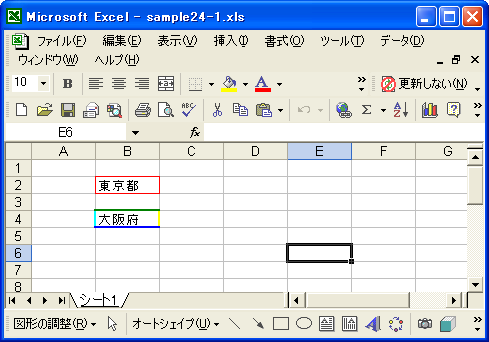 Microsoft Excel - sample24-1.xls
ファイル(F) 編集(E) 表示(V) 挿入(I) 書式(O) ツール(T) データ(D)
ウィンドウ(W) ヘルプ(H)
10 B A 更新しない(N)
ABC Σ A Z
E6 fx
A B C D E F G
1
2 東京都
3
4 大阪府
5
6
7
8
シート1
図形の調整(R) オートシェイプ(U) A